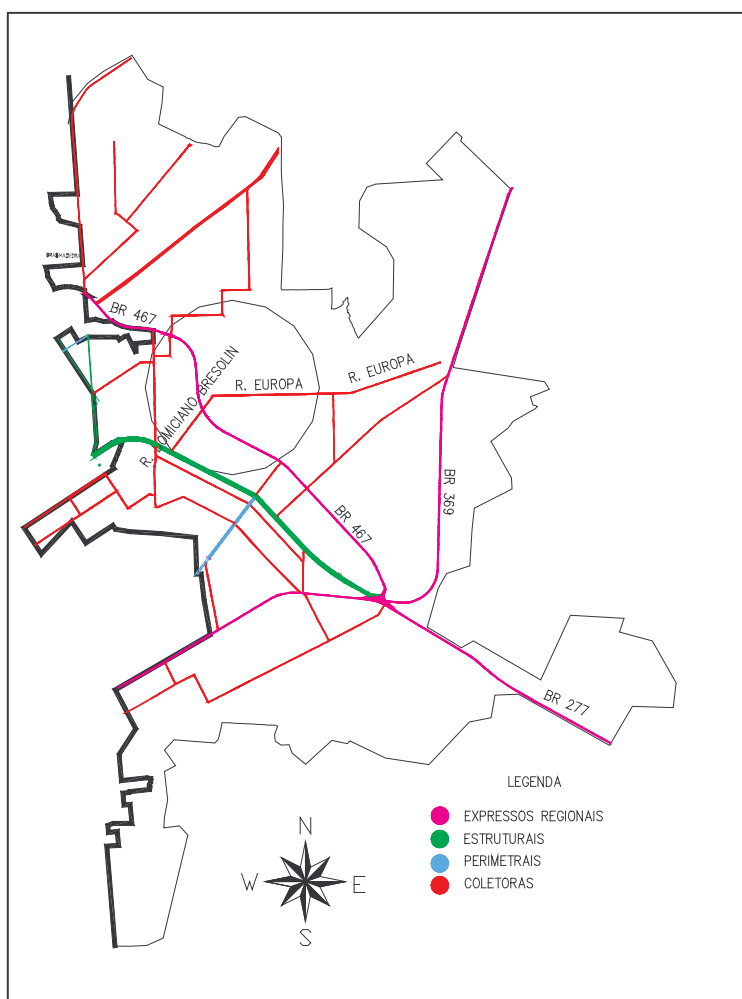 BR 467
R. DOMICIANO BRESOLIN
R. EUROPA
R. EUROPA
BR 369
BR 467
BR 277
LEGENDA
EXPRESSOS REGIONAIS
ESTRUTURAIS
PERIMETRAIS
COLETORAS
N
W
E
S